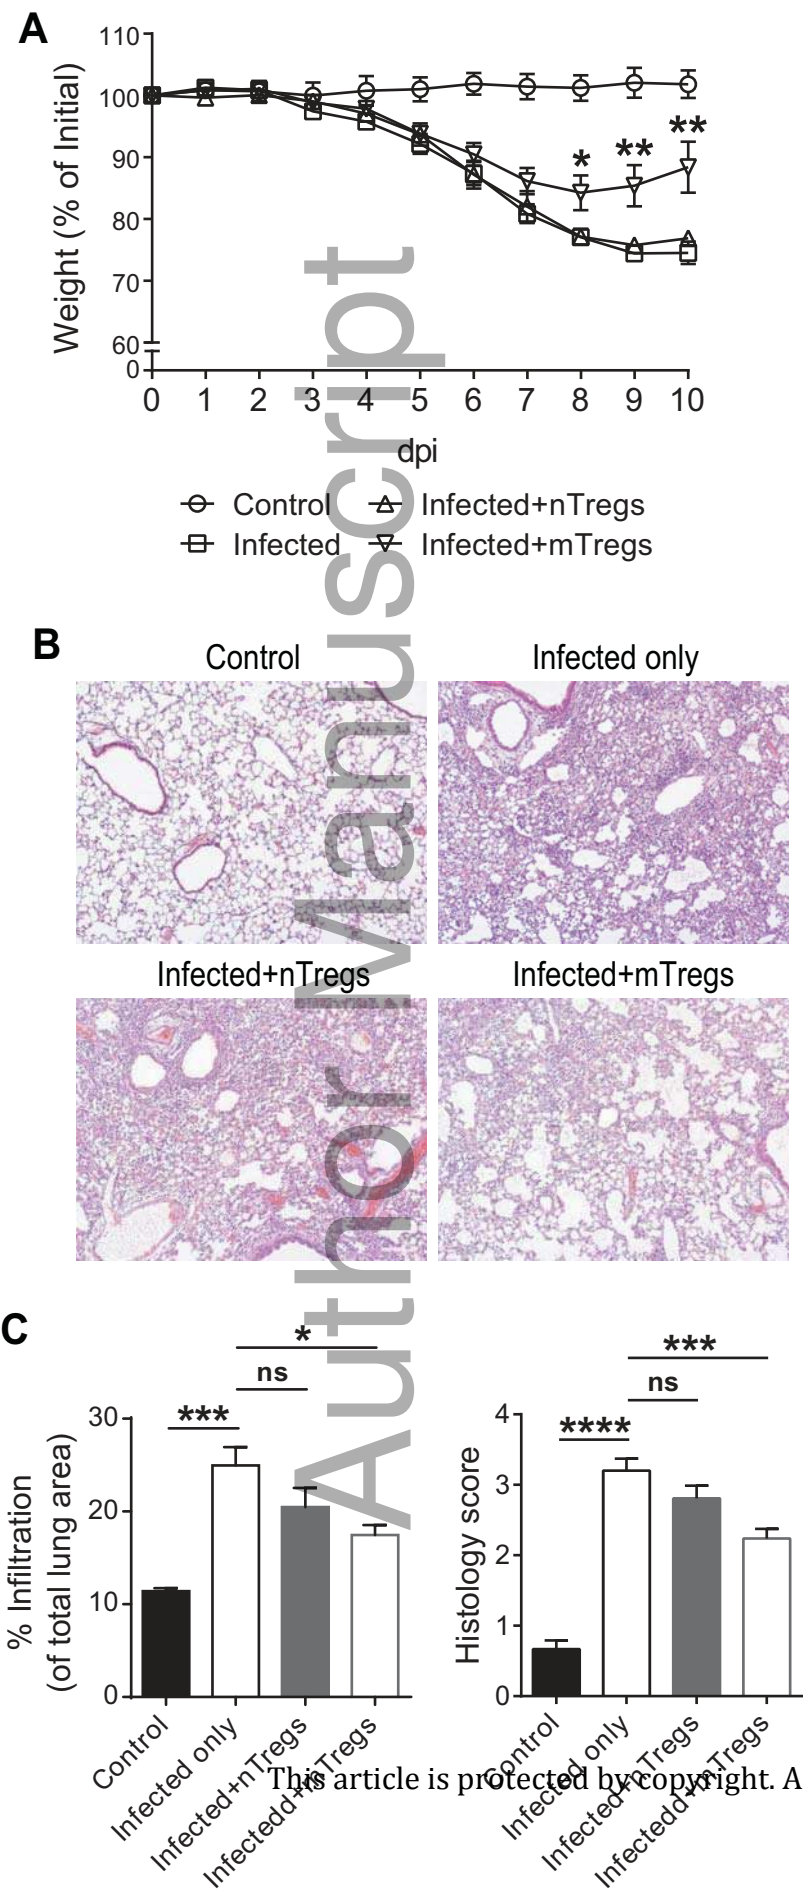 A
110
100
90
80
70
60
0
Weight (% of Initial)
* ** **
0 1 2 3 4 5 6 7 8 9 10
dpi
Control Infected+nTregs
Infected Infected+mTregs
B
Control Infected only
Infected+nTregs Infected+mTregs
C
*
ns
***
30
20
10
0
% Infiltration
(of total lung area)
Control
Infected only
Infected+nTregs
Infectedd+mTregs
***
ns
****
4
3
2
1
0
Histology score
Control
Infected only
Infected+nTregs
Infectedd+mTregs
Author Manuscript
This article is protected by copyright. A